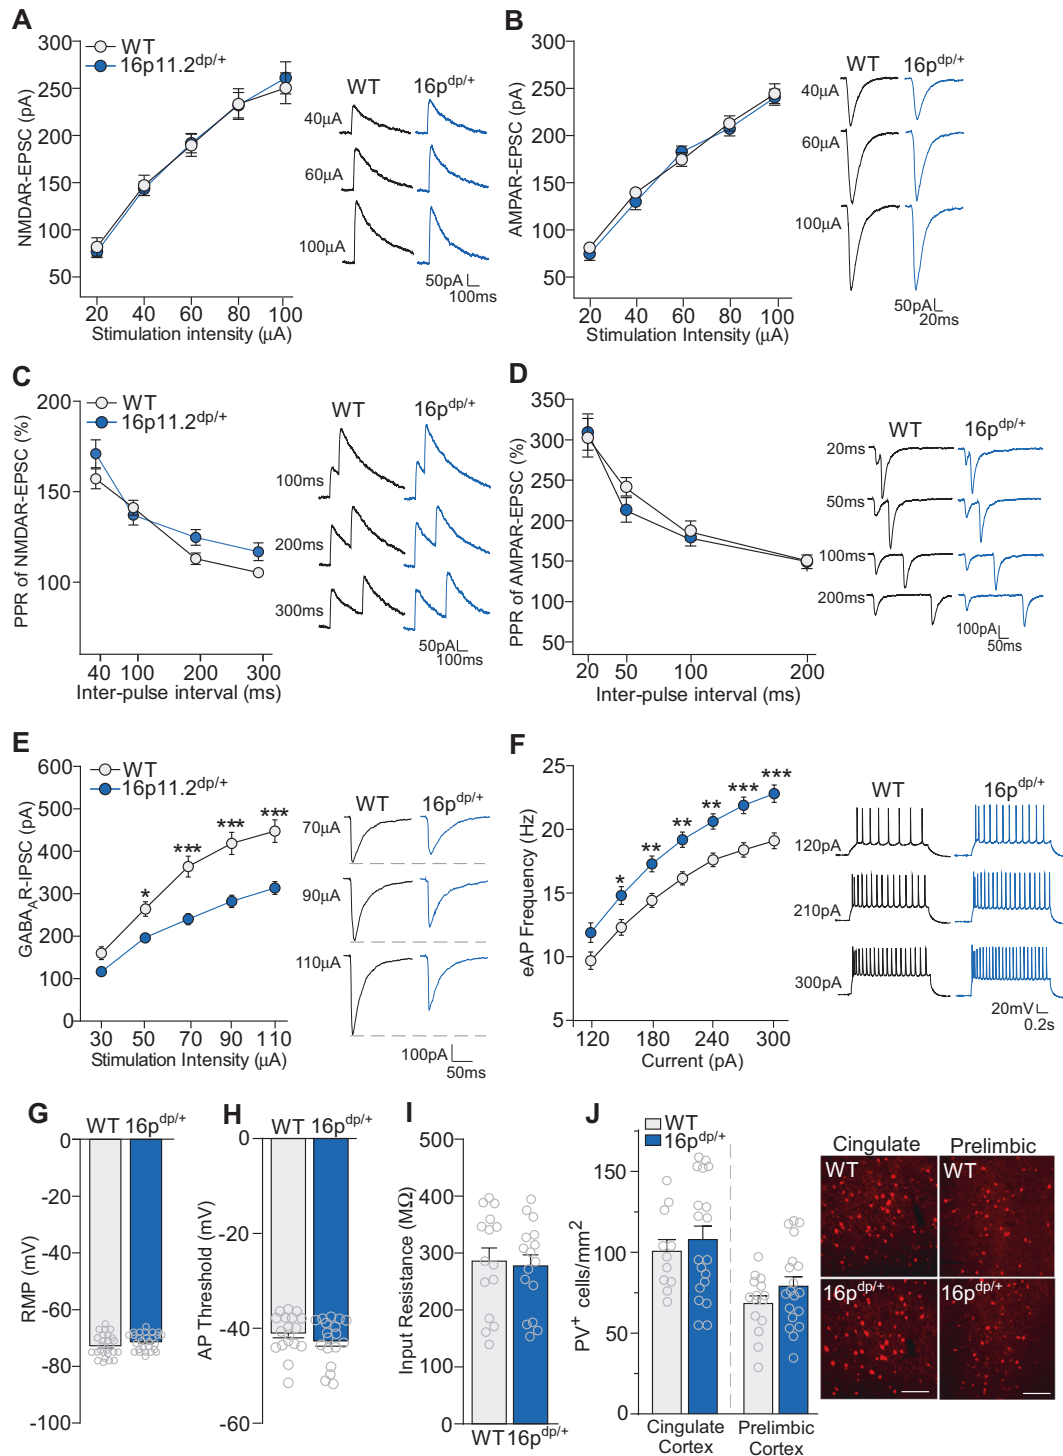 A
WT
16p11.2dp/+
NMDAR-EPSC (pA)
300
250
200
150
100
50
20 40 60 80 100
Stimulation intensity (μA)
WT 16pdp/+
40μA
60μA
100μA
50pA
100ms
B
AMPAR-EPSC (pA)
300
250
200
150
100
50
20 40 60 80 100
Stimulation Intensity (μA)
WT 16pdp/+
40μA
60μA
100μA
50pA
20ms
C
WT
16p11.2dp/+
PPR of NMDAR-EPSC (%)
200
150
100
40 100 200 300
Inter-pulse interval (ms)
WT 16pdp/+
100ms
200ms
300ms
50pA
100ms
D
PPR of AMPAR-EPSC (%)
350
300
250
200
150
100
50
20 50 100 200
Inter-pulse interval (ms)
WT 16pdp/+
20ms
50ms
100ms
200ms
100pA
50ms
E
WT
16p11.2dp/+
GABAAR-IPSC (pA)
600
500
400
300
200
100
0
* *** *** ***
30 50 70 90 110
Stimulation Intensity (μA)
WT 16pdp/+
70μA
90μA
110μA
100pA
50ms
F
eAP Frequency (Hz)
25
20
15
10
5
* ** ** ** *** ***
120 180 240 300
Current (pA)
WT 16pdp/+
120pA
210pA
300pA
20mV
0.2s
G
WT 16pdp/+
RMP (mV)
0
-20
-40
-60
-80
-100
H
WT 16pdp/+
AP Threshold (mV)
0
-20
-40
-60
I
Input Resistance (MΩ)
500
400
300
200
100
0
WT 16pdp/+
J
WT
16pdp/+
PV+ cells/mm2
150
100
50
0
Cingulate Cortex
Prelimbic Cortex
Cingulate Prelimbic
WT WT
16pdp/+ 16pdp/+